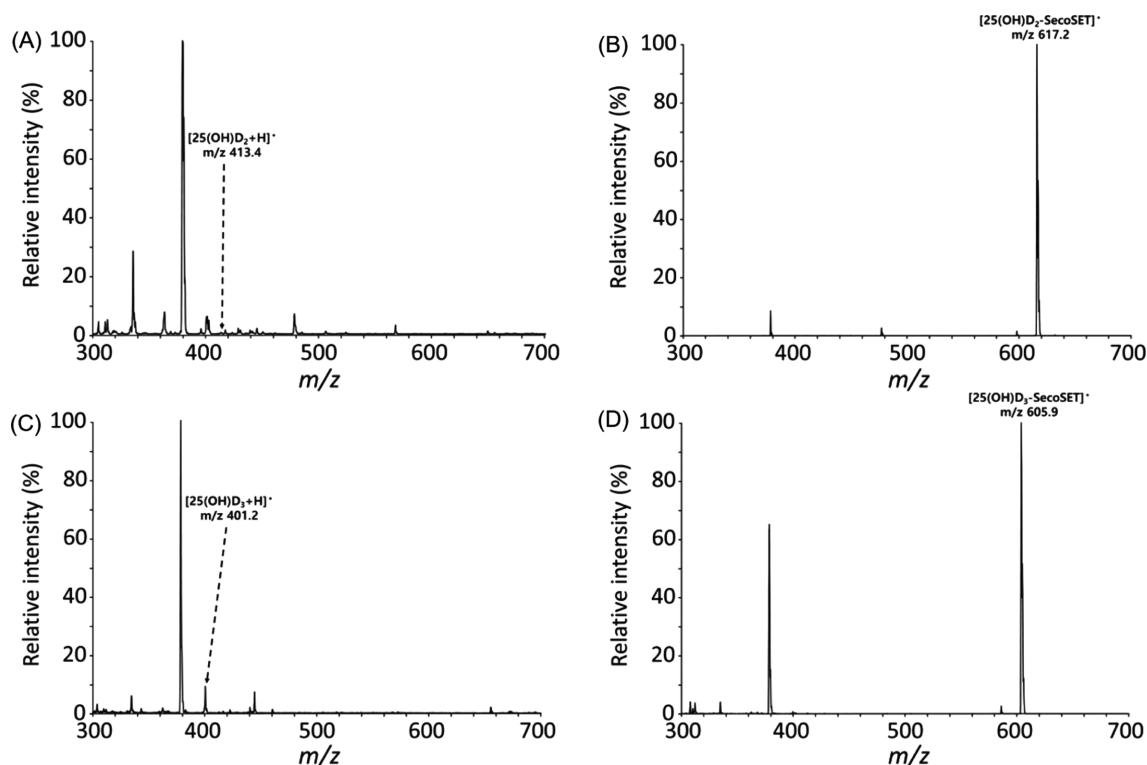 (A)
Relative intensity (%)
100
80
60
40
20
0
[25(OH)D₂+H]⁺
m/z 413.4
300 400 500 600 700
m/z
(B)
Relative intensity (%)
100
80
60
40
20
0
[25(OH)D₂-SecoSET]⁺
m/z 617.2
300 400 500 600 700
m/z
(C)
Relative intensity (%)
100
80
60
40
20
0
[25(OH)D₃+H]⁺
m/z 401.2
300 400 500 600 700
m/z
(D)
Relative intensity (%)
100
80
60
40
20
0
[25(OH)D₃-SecoSET]⁺
m/z 605.9
300 400 500 600 700
m/z